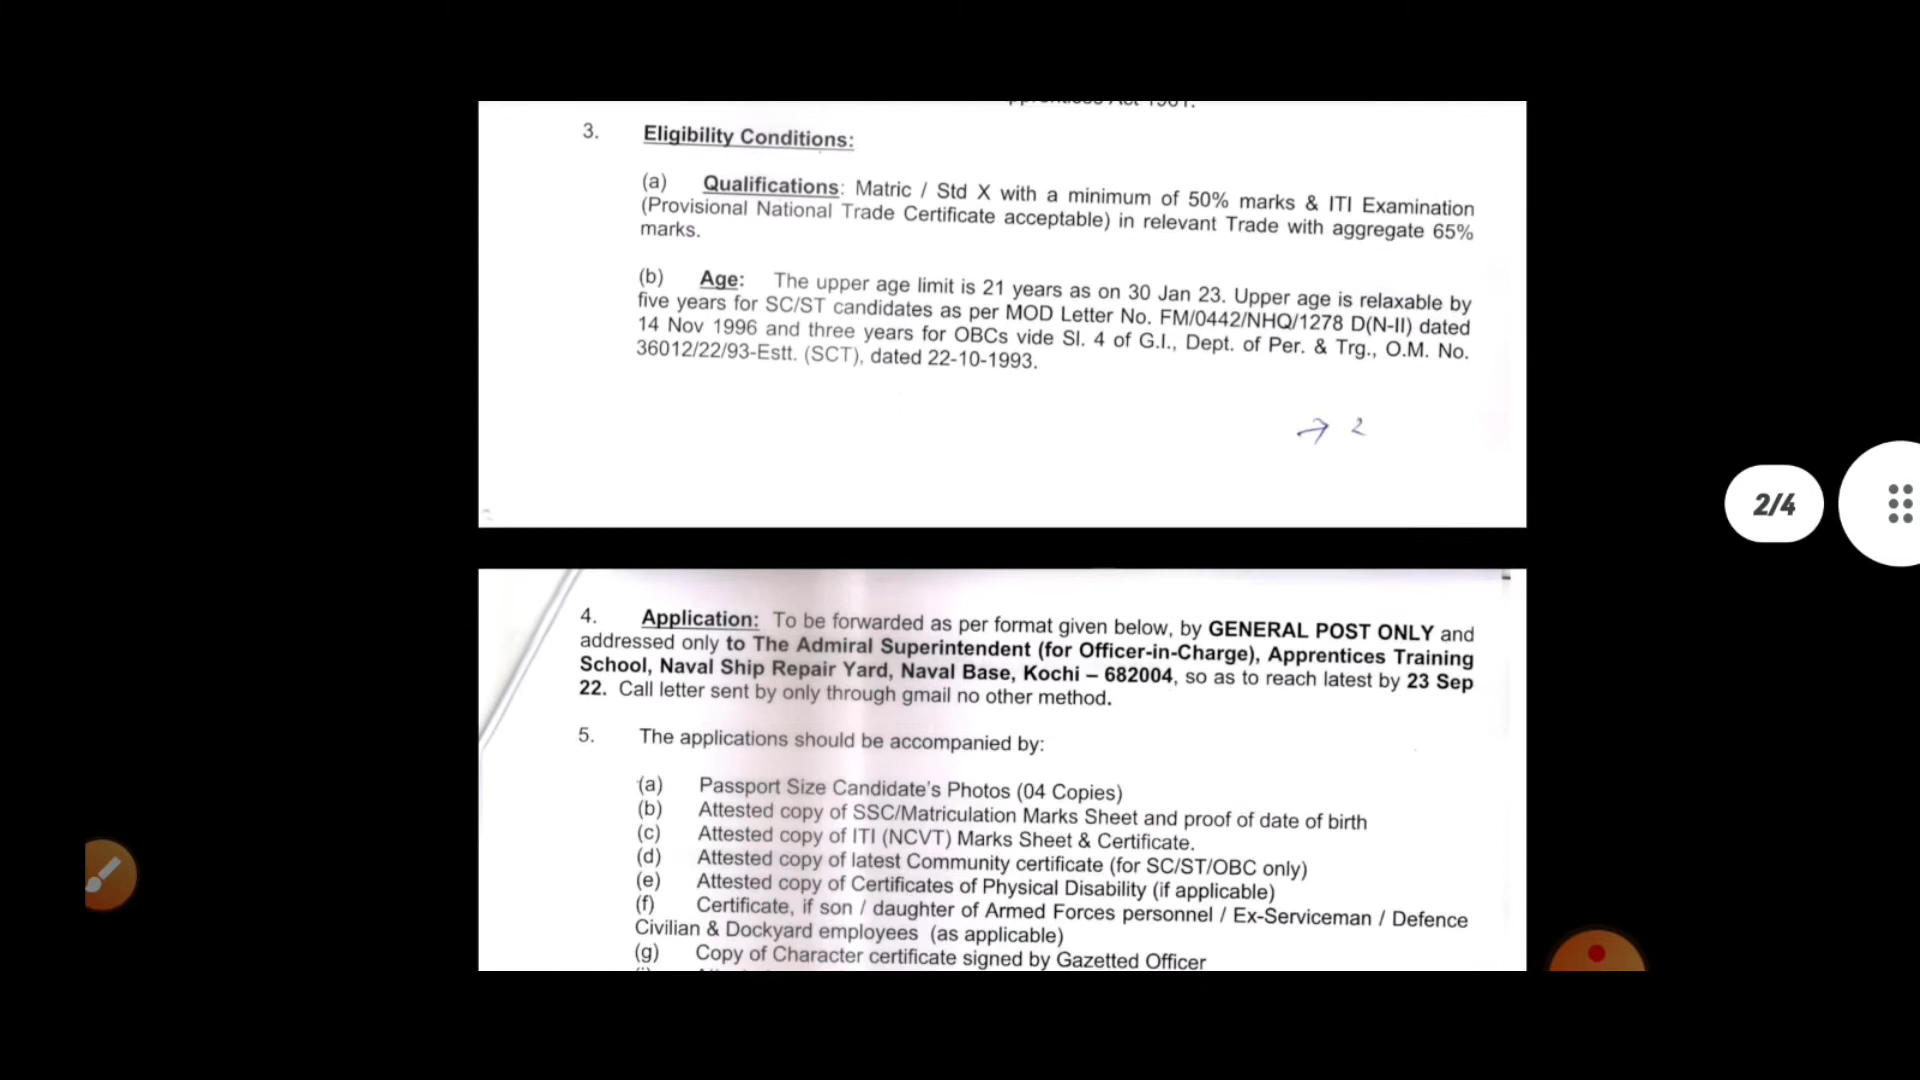 3. Eligibility Conditions:
(a) Qualifications: Matric / Std X with a minimum of 50% marks & ITI Examination
(Provisional National Trade Certificate acceptable) in relevant Trade with aggregate 65%
marks.
(b) Age: The upper age limit is 21 years as on 30 Jan 23. Upper age is relaxable by
five years for SC/ST candidates as per MOD Letter No. FM/0442/NHQ/1278 D(N-II) dated
14 Nov 1996 and three years for OBCs vide Sl. 4 of G.I., Dept. of Per. & Trg., O.M. No.
36012/22/93-Estt. (SCT), dated 22-10-1993.
→ 2
2/4
4. Application: To be forwarded as per format given below, by GENERAL POST ONLY and
addressed only to The Admiral Superintendent (for Officer-in-Charge), Apprentices Training
School, Naval Ship Repair Yard, Naval Base, Kochi – 682004, so as to reach latest by 23 Sep
22. Call letter sent by only through gmail no other method.
5. The applications should be accompanied by:
(a) Passport Size Candidate's Photos (04 Copies)
(b) Attested copy of SSC/Matriculation Marks Sheet and proof of date of birth
(c) Attested copy of ITI (NCVT) Marks Sheet & Certificate.
(d) Attested copy of latest Community certificate (for SC/ST/OBC only)
(e) Attested copy of Certificates of Physical Disability (if applicable)
(f) Certificate, if son / daughter of Armed Forces personnel / Ex-Serviceman / Defence
Civilian & Dockyard employees (as applicable)
(g) Copy of Character certificate signed by Gazetted Officer